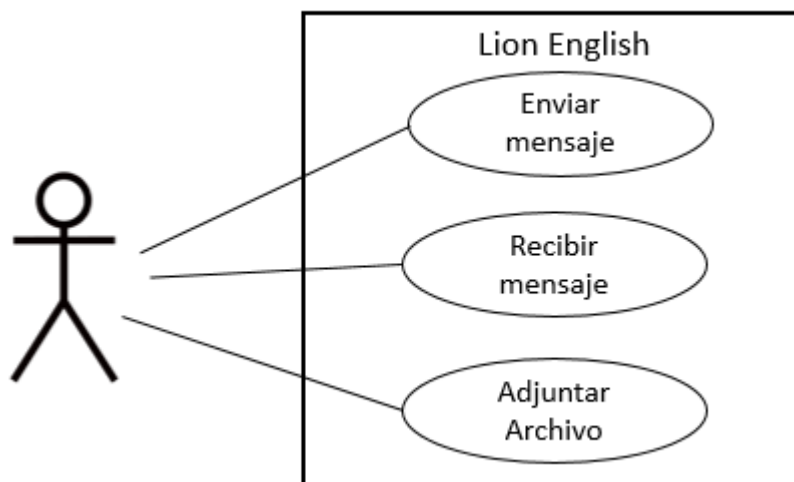 Lion English
Enviar
mensaje
Recibir
mensaje
Adjuntar
Archivo